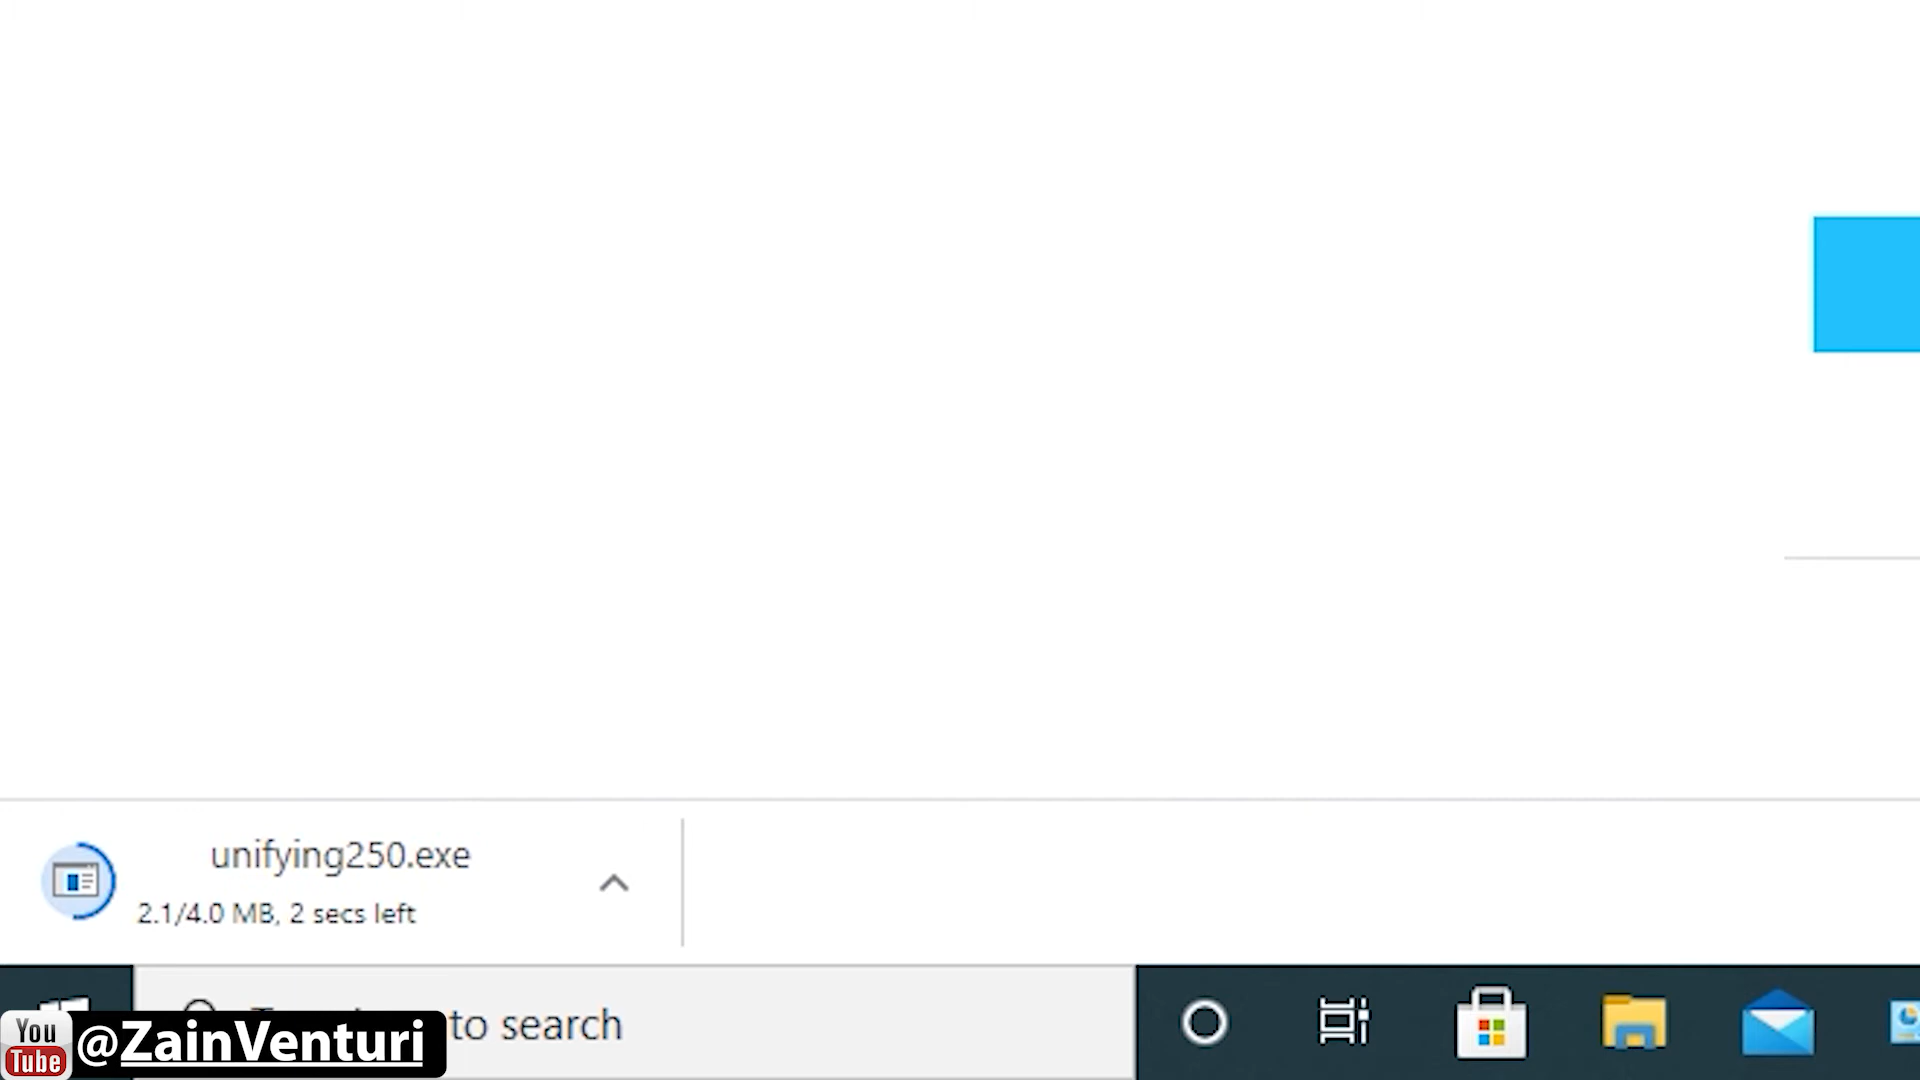 unifying250.exe
2.1/4.0 MB, 2 secs left
to search
You
Tube
@ZainVenturi